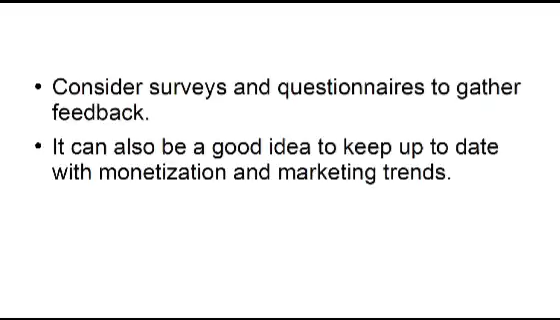 • Consider surveys and questionnaires to gather
feedback.
• It can also be a good idea to keep up to date
with monetization and marketing trends.